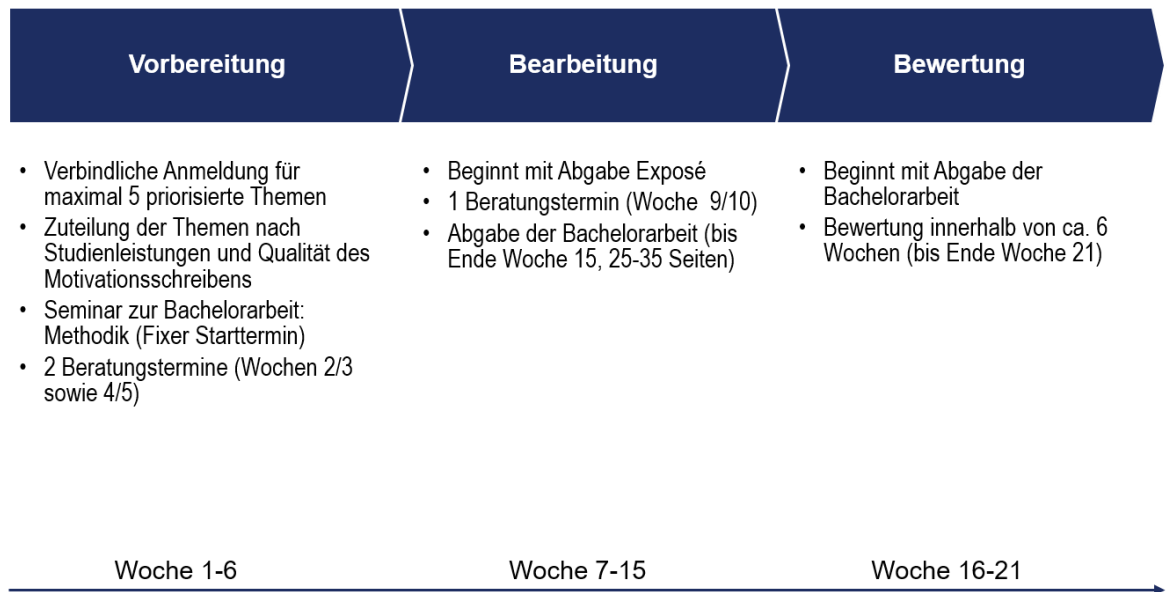 Vorbereitung
Bearbeitung
Bewertung
• Verbindliche Anmeldung für
maximal 5 priorisierte Themen
• Zuteilung der Themen nach
Studienleistungen und Qualität des
Motivationsschreibens
• Seminar zur Bachelorarbeit:
Methodik (Fixer Starttermin)
• 2 Beratungstermine (Wochen 2/3
sowie 4/5)
• Beginnt mit Abgabe Exposé
• 1 Beratungstermin (Woche 9/10)
• Abgabe der Bachelorarbeit (bis
Ende Woche 15, 25-35 Seiten)
• Beginnt mit Abgabe der
Bachelorarbeit
• Bewertung innerhalb von ca. 6
Wochen (bis Ende Woche 21)
Woche 1-6
Woche 7-15
Woche 16-21